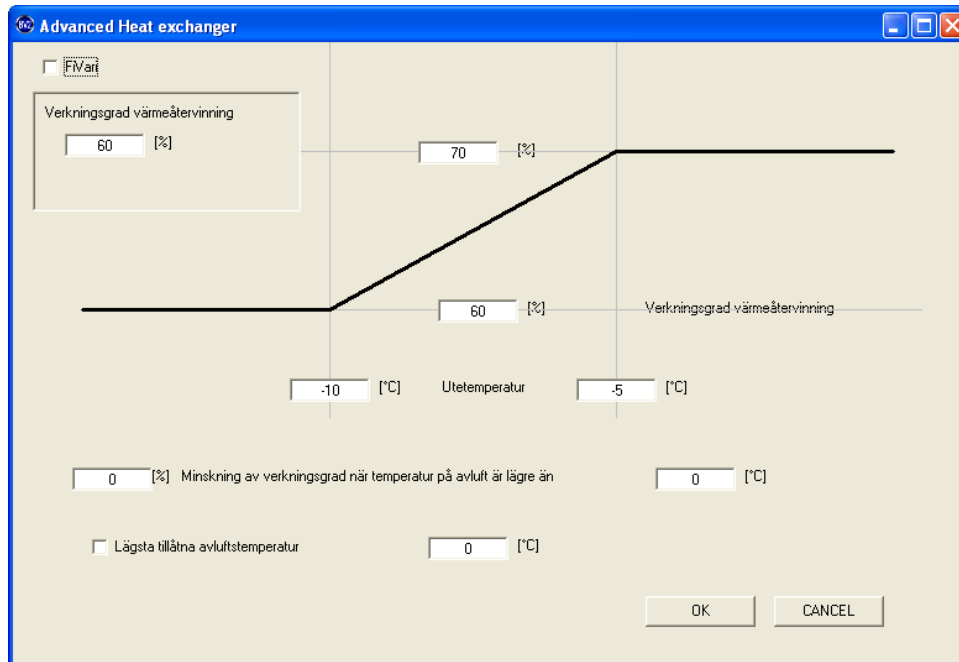 Advanced Heat exchanger
FiVari
Verkningsgrad värmeåtervinning
60 [%]
70 [%]
60 [%] Verkningsgrad värmeåtervinning
-10 [°C] Utetemperatur -5 [°C]
0 [%] Minskning av verkningsgrad när temperatur på avluft är lägre än 0 [°C]
Lägsta tillåtna avluftstemperatur 0 [°C]
OK CANCEL